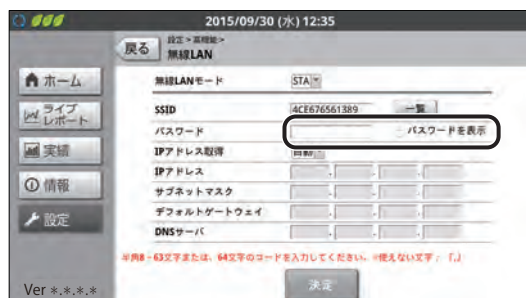 2015/09/30 (水) 12:35
戻る
設定>高機能>
無線LAN
ホーム
ライブ
レポート
実績
情報
設定
無線LANモード STA
SSID 4CE676561389 一覧
パスワード パスワードを表示
IPアドレス取得 自動
IPアドレス . . .
サブネットマスク . . .
デフォルトゲートウェイ . . .
DNSサーバ . . .
半角8-63文字または、64文字のコードを入力してください。※使えない文字: 「,」
決定
Ver *.*.*.*